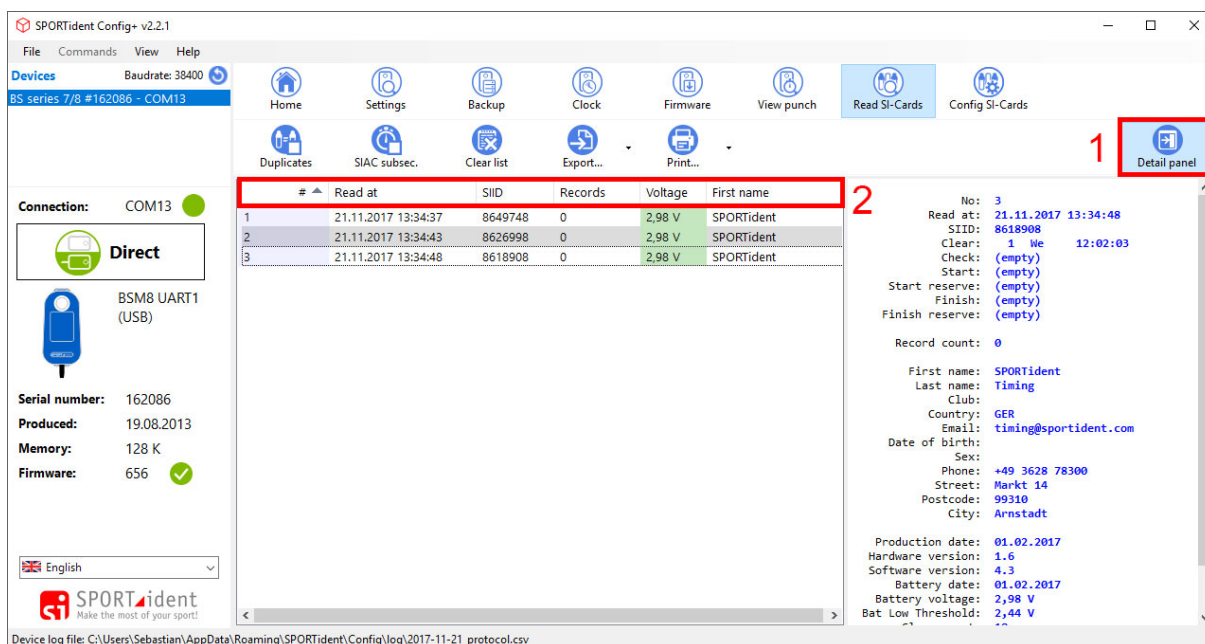 SPORTident Config+ v2.2.1
File Commands View Help
Devices Baudrate: 38400
BS series 7/8 #162086 - COM13
Home Settings Backup Clock Firmware View punch Read SI-Cards Config SI-Cards
Duplicates SIAC subsec. Clear list Export... Print... 1 Detail panel
Connection: COM13
Direct
BSM8 UART1
(USB)
Serial number: 162086
Produced: 19.08.2013
Memory: 128 K
Firmware: 656
English
SPORTident
Make the most of your sport!
# Read at SIID Records Voltage First name 2
1 21.11.2017 13:34:37 8649748 0 2,98 V SPORTident
2 21.11.2017 13:34:43 8626998 0 2,98 V SPORTident
3 21.11.2017 13:34:48 8618908 0 2,98 V SPORTident
No: 3
Read at: 21.11.2017 13:34:48
SIID: 8618908
Clear: 1 We 12:02:03
Check: (empty)
Start: (empty)
Start reserve: (empty)
Finish: (empty)
Finish reserve: (empty)
Record count: 0
First name: SPORTident
Last name: Timing
Club:
Country: GER
Email: timing@sportident.com
Date of birth:
Sex:
Phone: +49 3628 78300
Street: Markt 14
Postcode: 99310
City: Arnstadt
Production date: 01.02.2017
Hardware version: 1.6
Software version: 4.3
Battery date: 01.02.2017
Battery voltage: 2,98 V
Bat Low Threshold: 2,44 V
Device log file: C:\Users\Sebastian\AppData\Roaming\SPORTident\Config\log\2017-11-21_protocol.csv